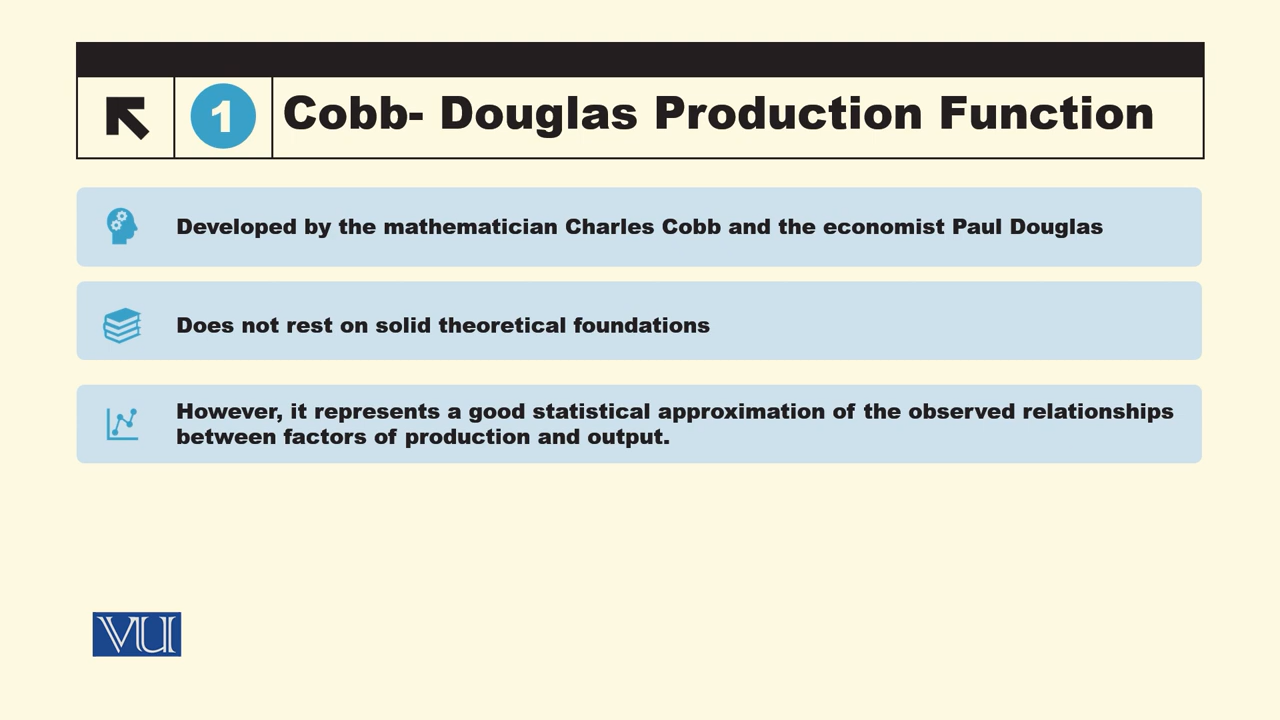 1
Cobb- Douglas Production Function
Developed by the mathematician Charles Cobb and the economist Paul Douglas
Does not rest on solid theoretical foundations
However, it represents a good statistical approximation of the observed relationships
between factors of production and output.
VU